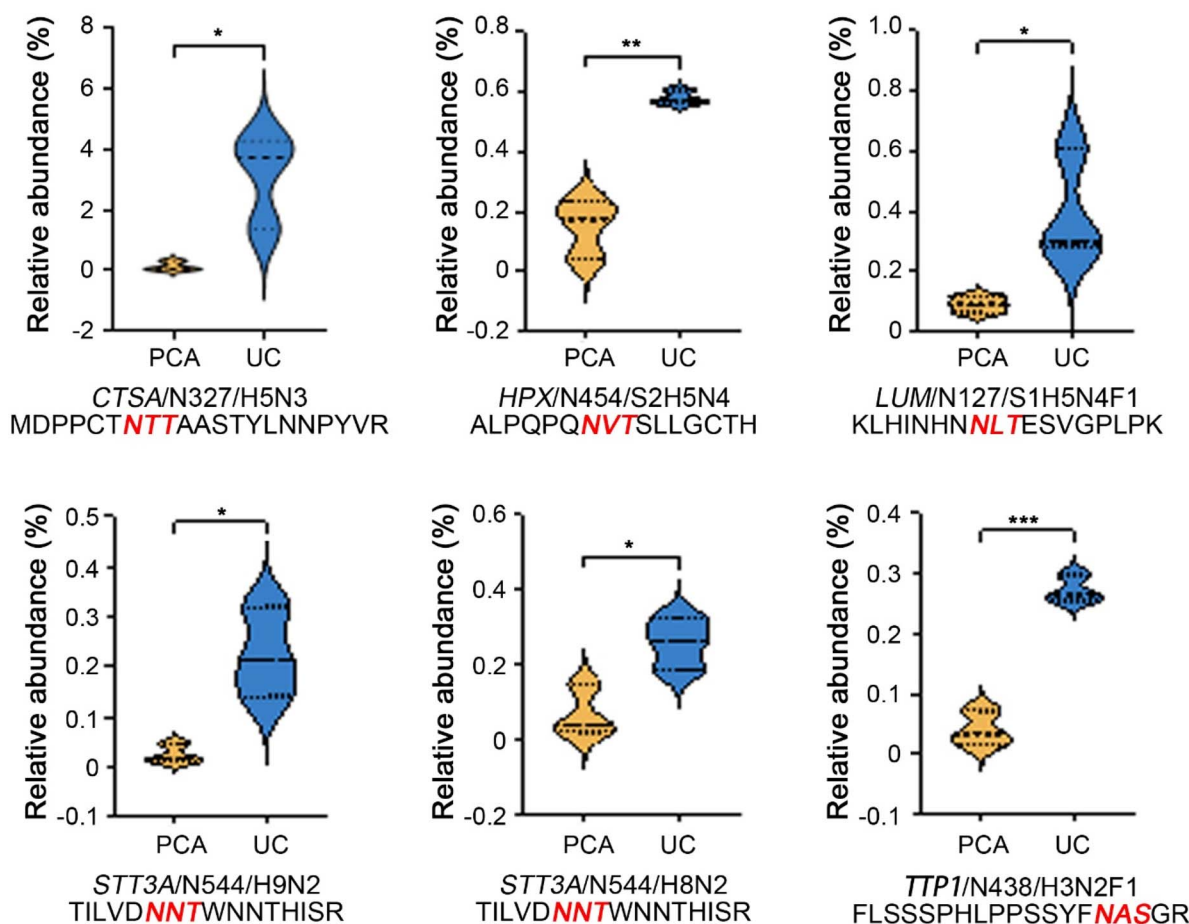 Relative abundance (%)
8
6
4
2
0
-2
*
PCA
UC
CTSA/N327/H5N3
MDPPCTNTTAASTYLNNPYVR
Relative abundance (%)
0.8
0.6
0.4
0.2
0
-0.2
**
PCA
UC
HPX/N454/S2H5N4
ALPQPQNVTSLLGCTH
Relative abundance (%)
1.0
0.8
0.6
0.4
0.2
0
*
PCA
UC
LUM/N127/S1H5N4F1
KLHINHNNLTESVGPLPK
Relative abundance (%)
0.5
0.4
0.3
0.2
0.1
0
-0.1
*
PCA
UC
STT3A/N544/H9N2
TILVDNNTWNNTHISR
Relative abundance (%)
0.6
0.4
0.2
0
-0.2
*
PCA
UC
STT3A/N544/H8N2
TILVDNNTWNNTHISR
Relative abundance (%)
0.4
0.3
0.2
0.1
0
-0.1
***
PCA
UC
TTP1/N438/H3N2F1
FLSSSPHLPPSSYFNASGR